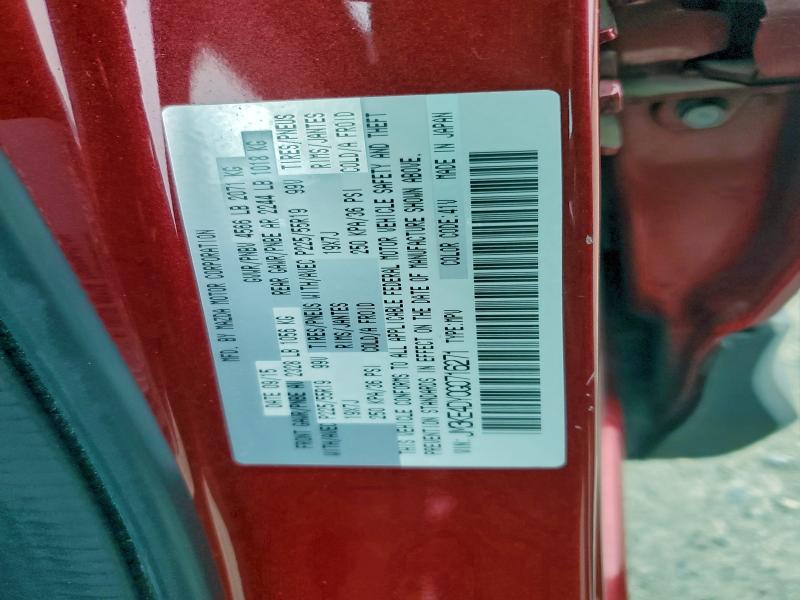 MFD. BY MAZDA MOTOR CORPORATION
DATE 09/15 GVWR/PNBV 4566 LB 2071 KG
FRONT GAWR/PNBE AV 2328 LB 1056 KG REAR GAWR/PNBE AR 2244 LB 1018 KG
WITH/AVEC P225/55R19 99V TIRES/PNEUS WITH/AVEC P225/55R19 99V TIRES/PNEUS
19X7J RIMS/JANTES 19X7J RIMS/JANTES
250 KPA/36 PSI COLD/A FROID 250 KPA/36 PSI COLD/A FROID
THIS VEHICLE CONFORMS TO ALL APPLICABLE FEDERAL MOTOR VEHICLE SAFETY AND THEFT
PREVENTION STANDARDS IN EFFECT ON THE DATE OF MANUFACTURE SHOWN ABOVE.
VIN: TYPE:MPV COLOR CODE:41V MADE IN JAPAN